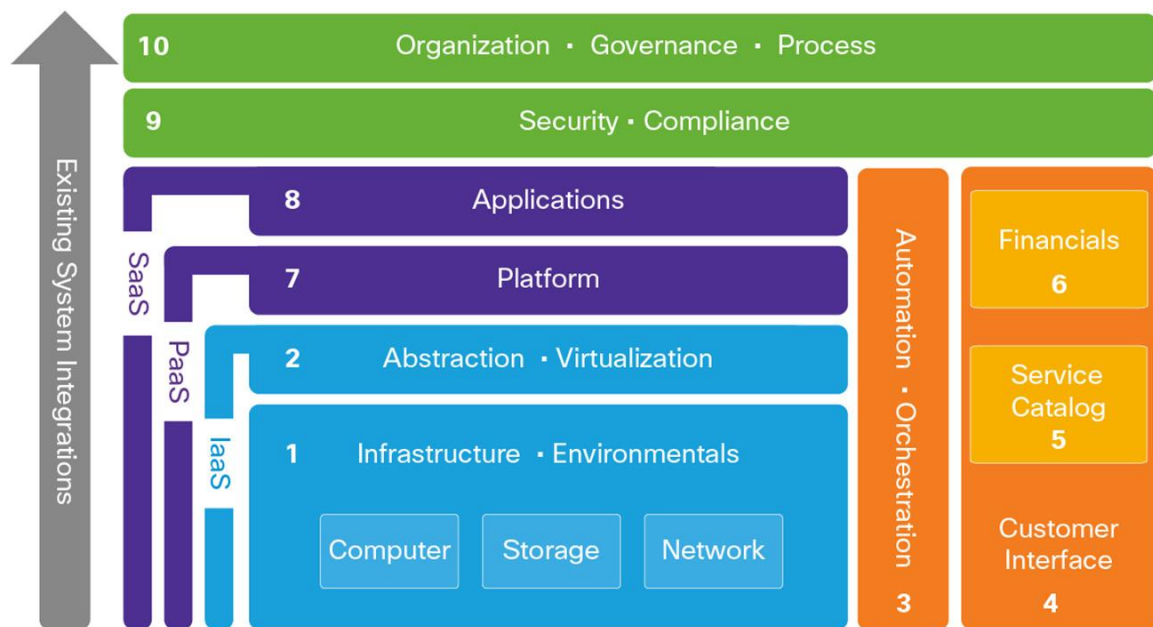 10 Organization · Governance · Process
9 Security · Compliance
Existing System Integrations
SaaS
PaaS
IaaS
8 Applications
7 Platform
2 Abstraction · Virtualization
1 Infrastructure · Environmentals
Computer
Storage
Network
Automation · Orchestration
3
Financials
6
Service
Catalog
5
Customer
Interface
4